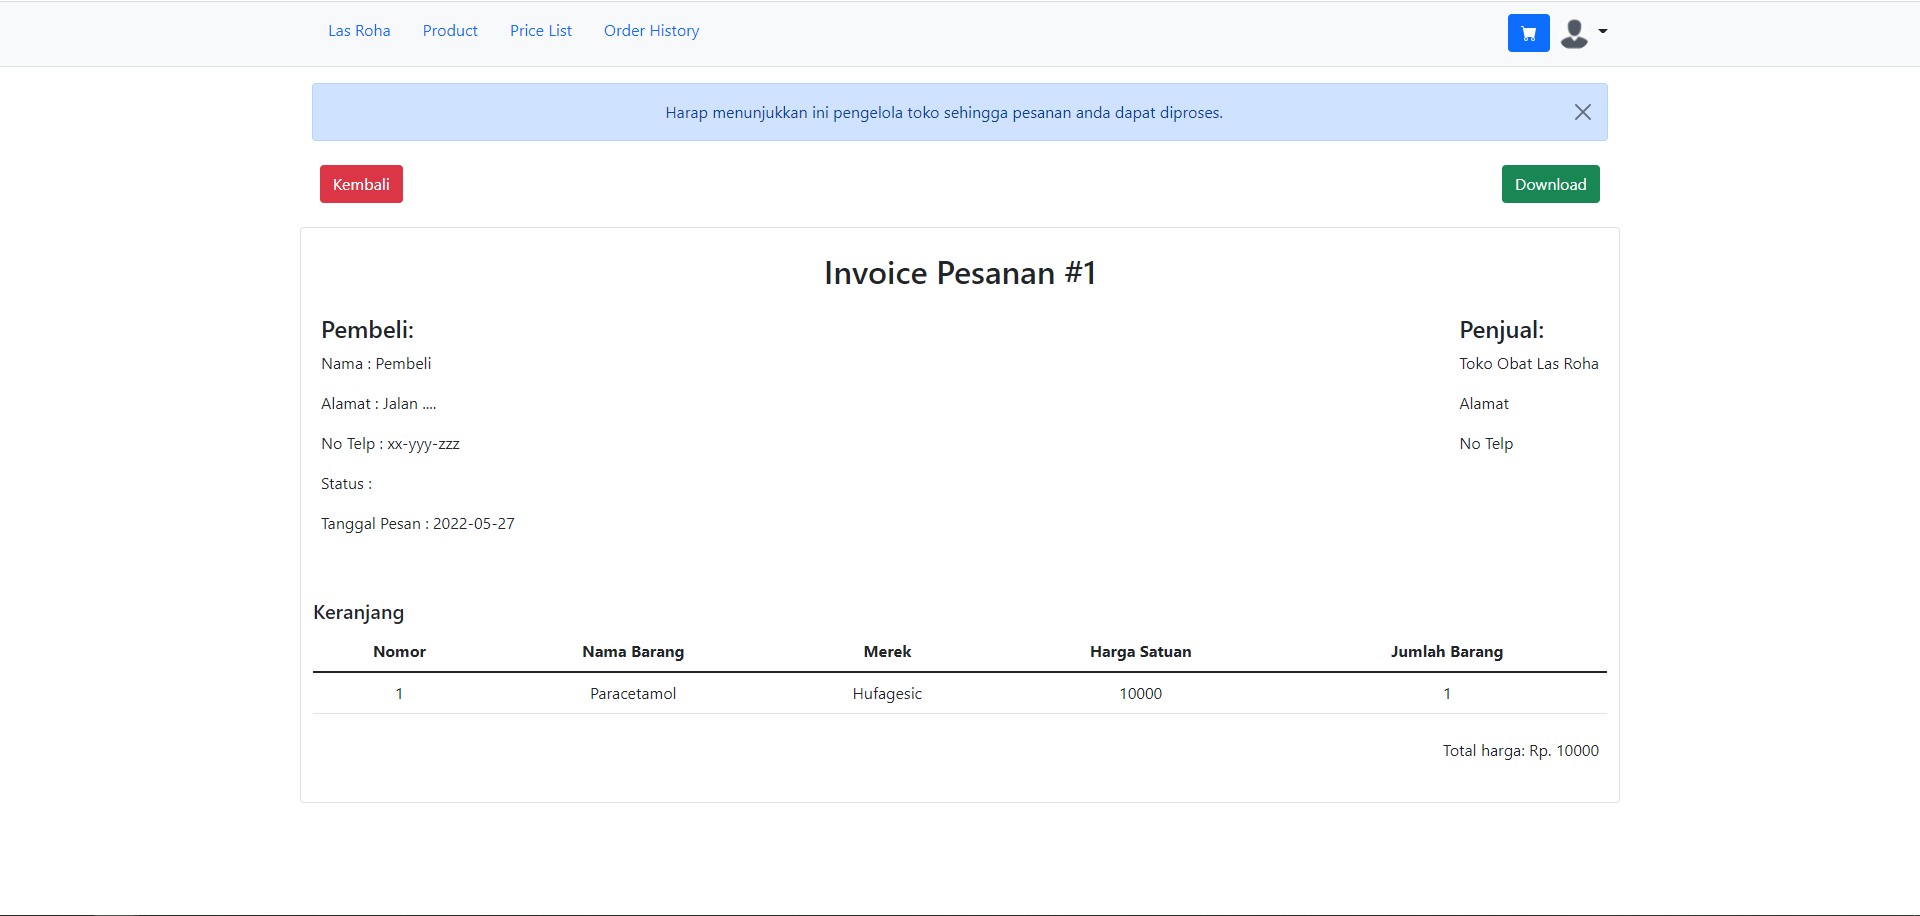 Las Roha Product Price List Order History
Harap menunjukkan ini pengelola toko sehingga pesanan anda dapat diproses.
Kembali Download
Invoice Pesanan #1
Pembeli:
Nama : Pembeli
Alamat : Jalan ....
No Telp : xx-yyy-zzz
Status :
Tanggal Pesan : 2022-05-27
Penjual:
Toko Obat Las Roha
Alamat
No Telp
Keranjang
Nomor Nama Barang Merek Harga Satuan Jumlah Barang
1 Paracetamol Hufagesic 10000 1
Total harga: Rp. 10000